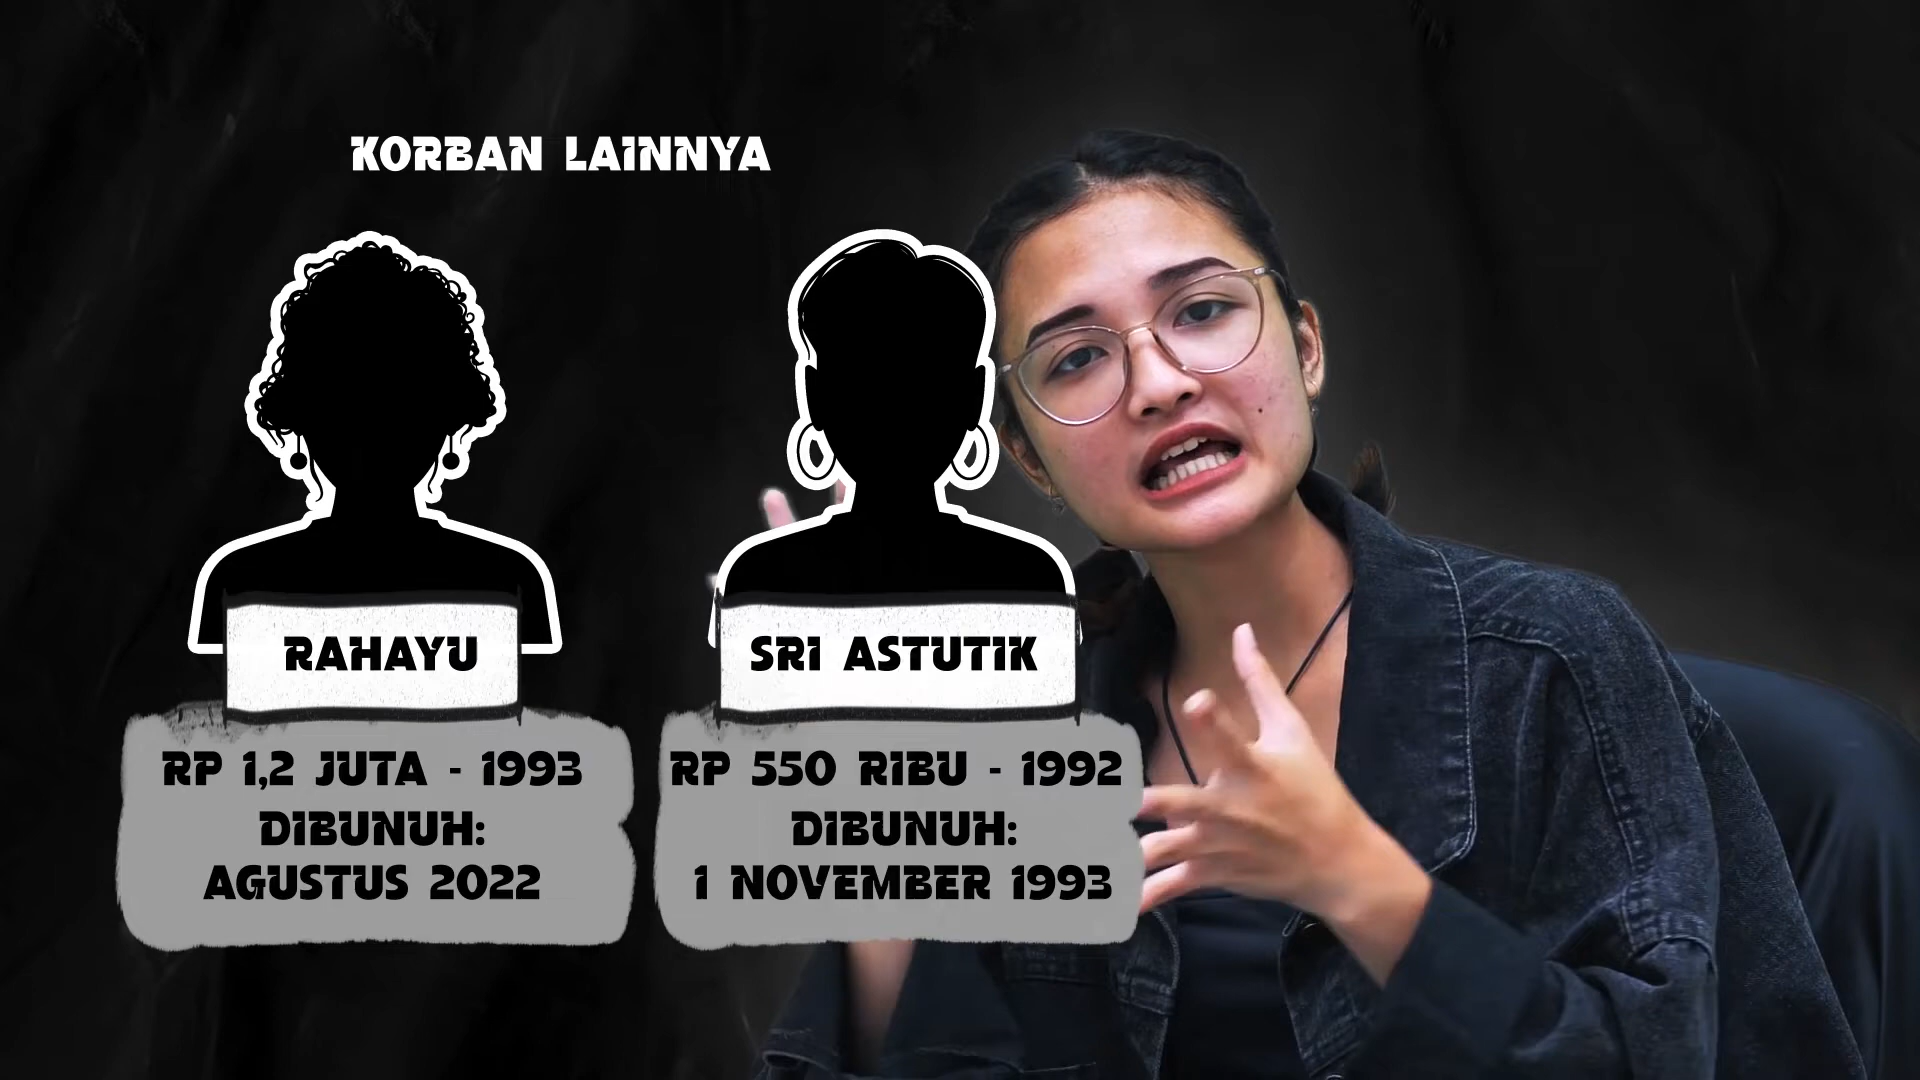 KORBAN LAINNYA
RAHAYU
RP 1,2 JUTA - 1993
DIBUNUH:
AGUSTUS 2022
SRI ASTUTIK
RP 550 RIBU - 1992
DIBUNUH:
1 NOVEMBER 1993